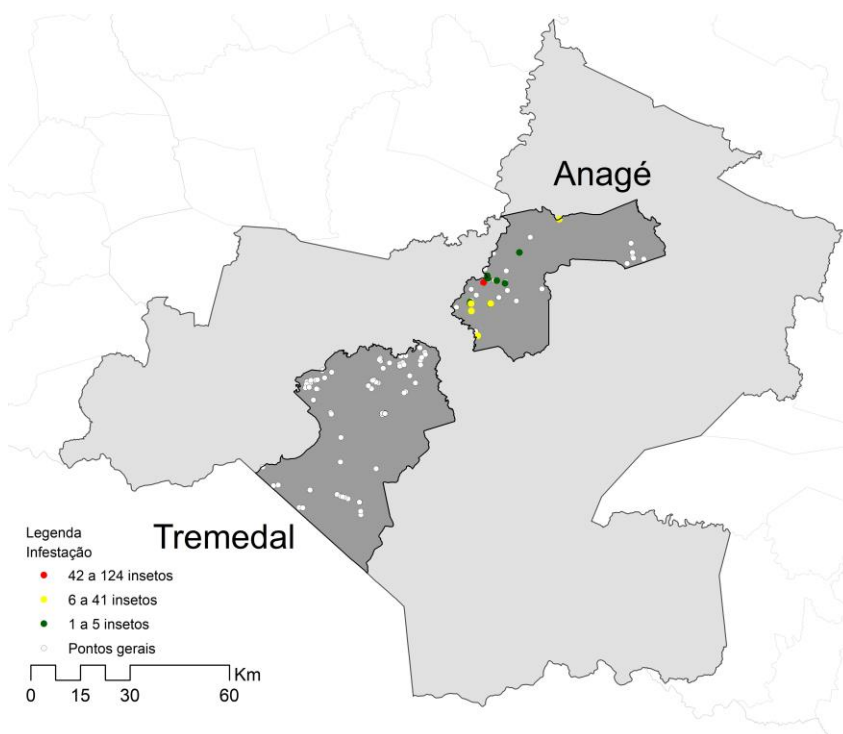 Anagé
Tremedal
Legenda
Infestação
42 a 124 insetos
6 a 41 insetos
1 a 5 insetos
Pontos gerais
Km
0 15 30 60